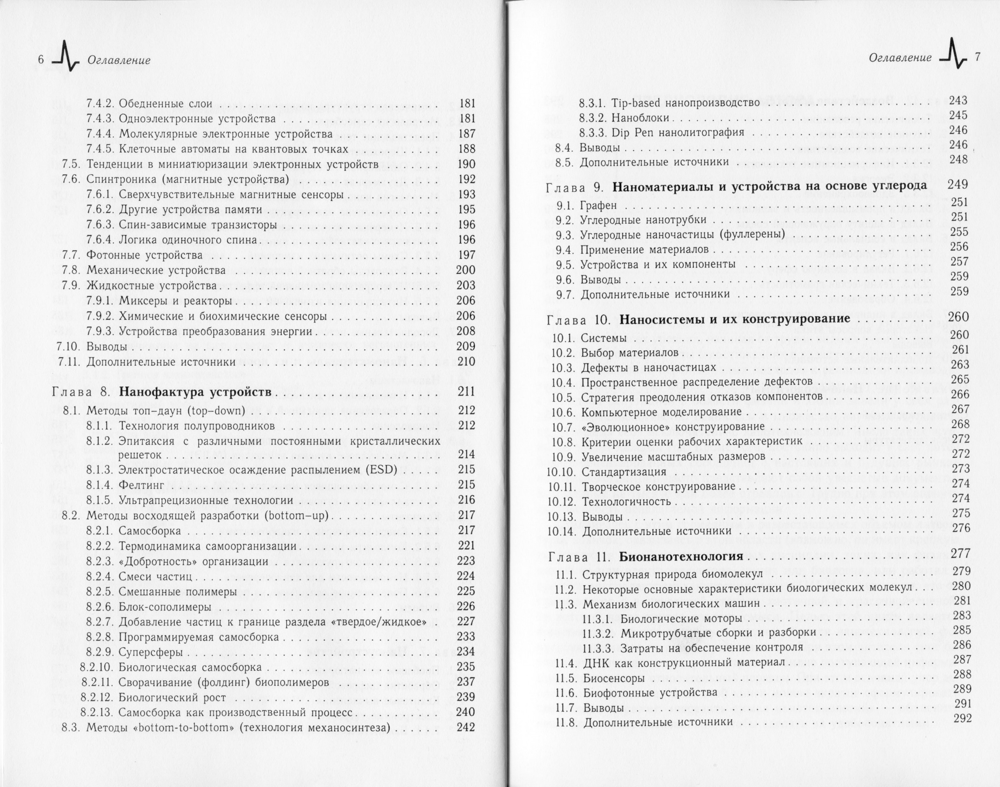 6 Оглавление
7.4.2. Обедненные слои 181
7.4.3. Одноэлектронные устройства 181
7.4.4. Молекулярные электронные устройства 187
7.4.5. Клеточные автоматы на квантовых точках 188
7.5. Тенденции в миниатюризации электронных устройств 190
7.6. Спинтроника (магнитные устройства) 192
7.6.1. Сверхчувствительные магнитные сенсоры 193
7.6.2. Другие устройства памяти 195
7.6.3. Спин-зависимые транзисторы 196
7.6.4. Логика одиночного спина 196
7.7. Фотонные устройства 197
7.8. Механические устройства 200
7.9. Жидкостные устройства 203
7.9.1. Миксеры и реакторы 206
7.9.2. Химические и биохимические сенсоры 206
7.9.3. Устройства преобразования энергии 208
7.10. Выводы 209
7.11. Дополнительные источники 210
Глава 8. Нанофактура устройств 211
8.1. Методы топ–даун (top–down) 212
8.1.1. Технология полупроводников 212
8.1.2. Эпитаксия с различными постоянными кристаллических
решеток 214
8.1.3. Электростатическое осаждение распылением (ESD) 215
8.1.4. Фелтинг 215
8.1.5. Ультрапрецизионные технологии 216
8.2. Методы восходящей разработки (bottom–up) 217
8.2.1. Самосборка 217
8.2.2. Термодинамика самоорганизации 221
8.2.3. «Добротность» организации 223
8.2.4. Смеси частиц 224
8.2.5. Смешанные полимеры 225
8.2.6. Блок-сополимеры 226
8.2.7. Добавление частиц к границе раздела «твердое/жидкое» 227
8.2.8. Программируемая самосборка 233
8.2.9. Суперсферы 234
8.2.10. Биологическая самосборка 235
8.2.11. Сворачивание (фолдинг) биополимеров 237
8.2.12. Биологический рост 239
8.2.13. Самосборка как производственный процесс 240
8.3. Методы «bottom-to-bottom» (технология механосинтеза) 242
Оглавление 7
8.3.1. Tip-based нанопроизводство 243
8.3.2. Наноблоки 245
8.3.3. Dip Pen нанолитография 246
8.4. Выводы 246
8.5. Дополнительные источники 248
Глава 9. Наноматериалы и устройства на основе углерода 249
9.1. Графен 251
9.2. Углеродные нанотрубки 251
9.3. Углеродные наночастицы (фуллерены) 255
9.4. Применение материалов 256
9.5. Устройства и их компоненты 257
9.6. Выводы 259
9.7. Дополнительные источники 259
Глава 10. Наносистемы и их конструирование 260
10.1. Системы 260
10.2. Выбор материалов 261
10.3. Дефекты в наночастицах 263
10.4. Пространственное распределение дефектов 265
10.5. Стратегия преодоления отказов компонентов 266
10.6. Компьютерное моделирование 267
10.7. «Эволюционное» конструирование 268
10.8. Критерии оценки рабочих характеристик 272
10.9. Увеличение масштабных размеров 272
10.10. Стандартизация 273
10.11. Творческое конструирование 274
10.12. Технологичность 274
10.13. Выводы 275
10.14. Дополнительные источники 276
Глава 11. Бионанотехнология 277
11.1. Структурная природа биомолекул 279
11.2. Некоторые основные характеристики биологических молекул 280
11.3. Механизм биологических машин 281
11.3.1. Биологические моторы 283
11.3.2. Микротрубчатые сборки и разборки 285
11.3.3. Затраты на обеспечение контроля 286
11.4. ДНК как конструкционный материал 287
11.5. Биосенсоры 288
11.6. Биофотонные устройства 289
11.7. Выводы 291
11.8. Дополнительные источники 292